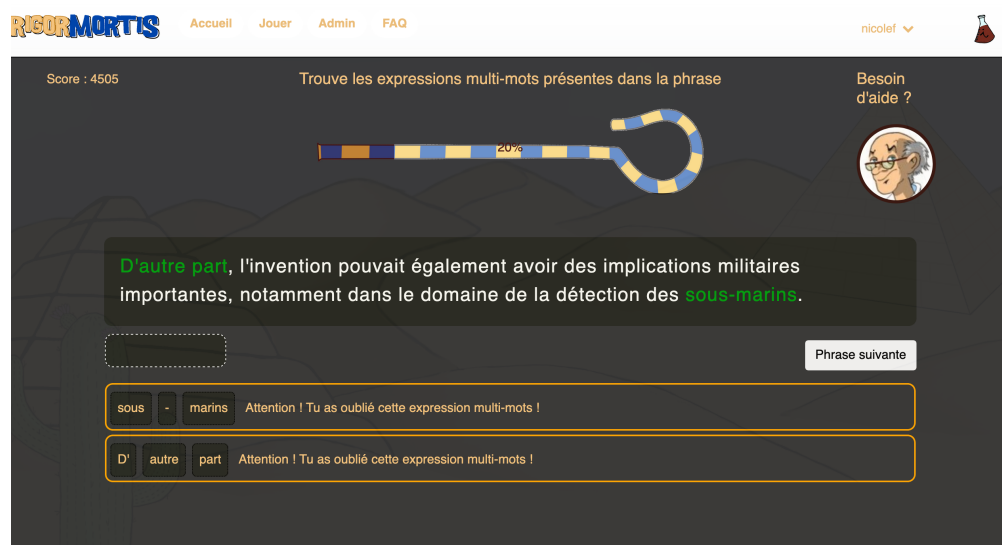 RIGORMORTIS Accueil Jouer Admin FAQ nicolef
Score : 4505
Trouve les expressions multi-mots présentes dans la phrase
Besoin
d'aide ?
20%
D'autre part, l'invention pouvait également avoir des implications militaires
importantes, notamment dans le domaine de la détection des sous-marins.
Phrase suivante
sous - marins Attention ! Tu as oublié cette expression multi-mots !
D' autre part Attention ! Tu as oublié cette expression multi-mots !